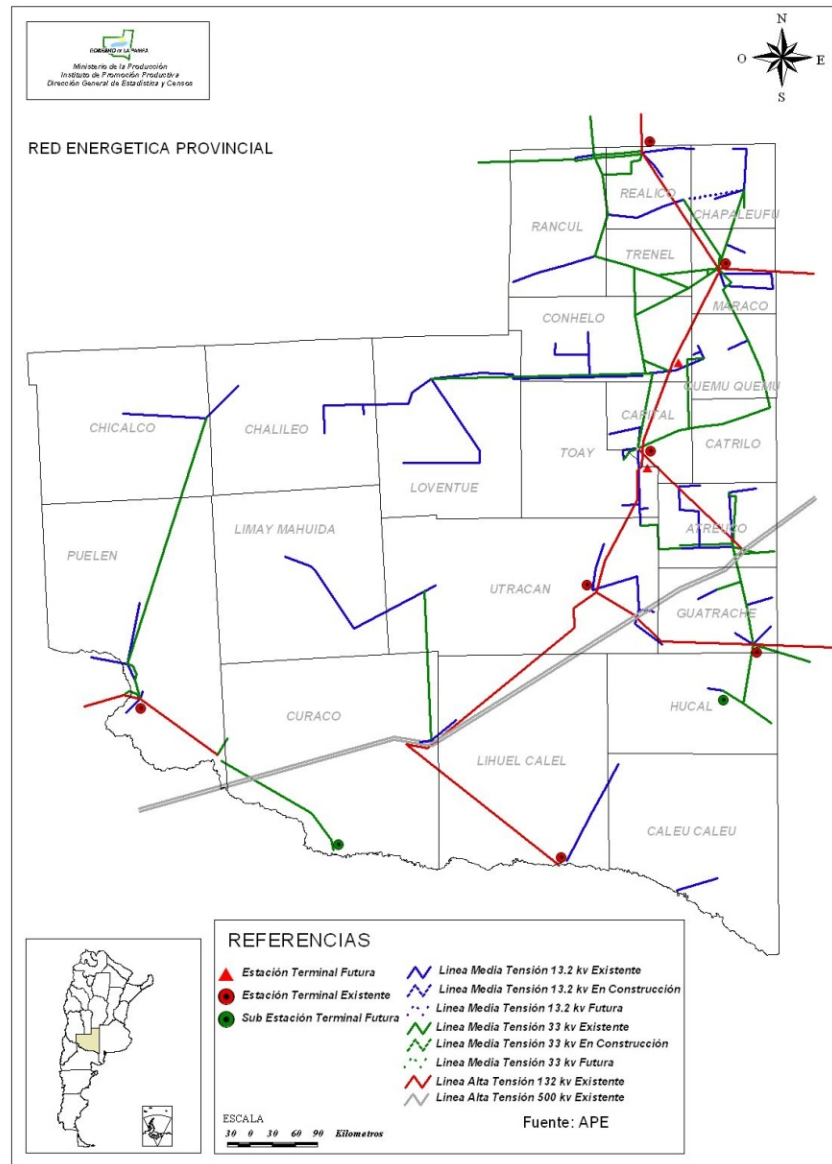 GOBIERNO DE LA PAMPA
Ministerio de la Producción
Instituto de Promoción Productiva
Dirección General de Estadística y Censos
N
O
E
S
RED ENERGETICA PROVINCIAL
REALICO
CHAPALEUFU
RANCUL
TRENEL
MARACO
CONHELO
QUEMU QUEMU
CAPITAL
CHICALCO
CHALILEO
CATRILO
TOAY
LOVENTUE
LIMAY MAHUIDA
ATREUCO
PUELEN
UTRACAN
GUATRACHE
HUCAL
CURACO
LIHUEL CALEL
CALEU CALEU
REFERENCIAS
Estación Terminal Futura
Estación Terminal Existente
Sub Estación Terminal Futura
Linea Media Tensión 13.2 kv Existente
Linea Media Tensión 13.2 kv En Construcción
Linea Media Tensión 13.2 kv Futura
Linea Media Tensión 33 kv Existente
Linea Media Tensión 33 kv En Construcción
Linea Media Tensión 33 kv Futura
Linea Alta Tensión 132 kv Existente
Linea Alta Tensión 500 kv Existente
ESCALA
30 0 30 60 90 Kilometros
Fuente: APE